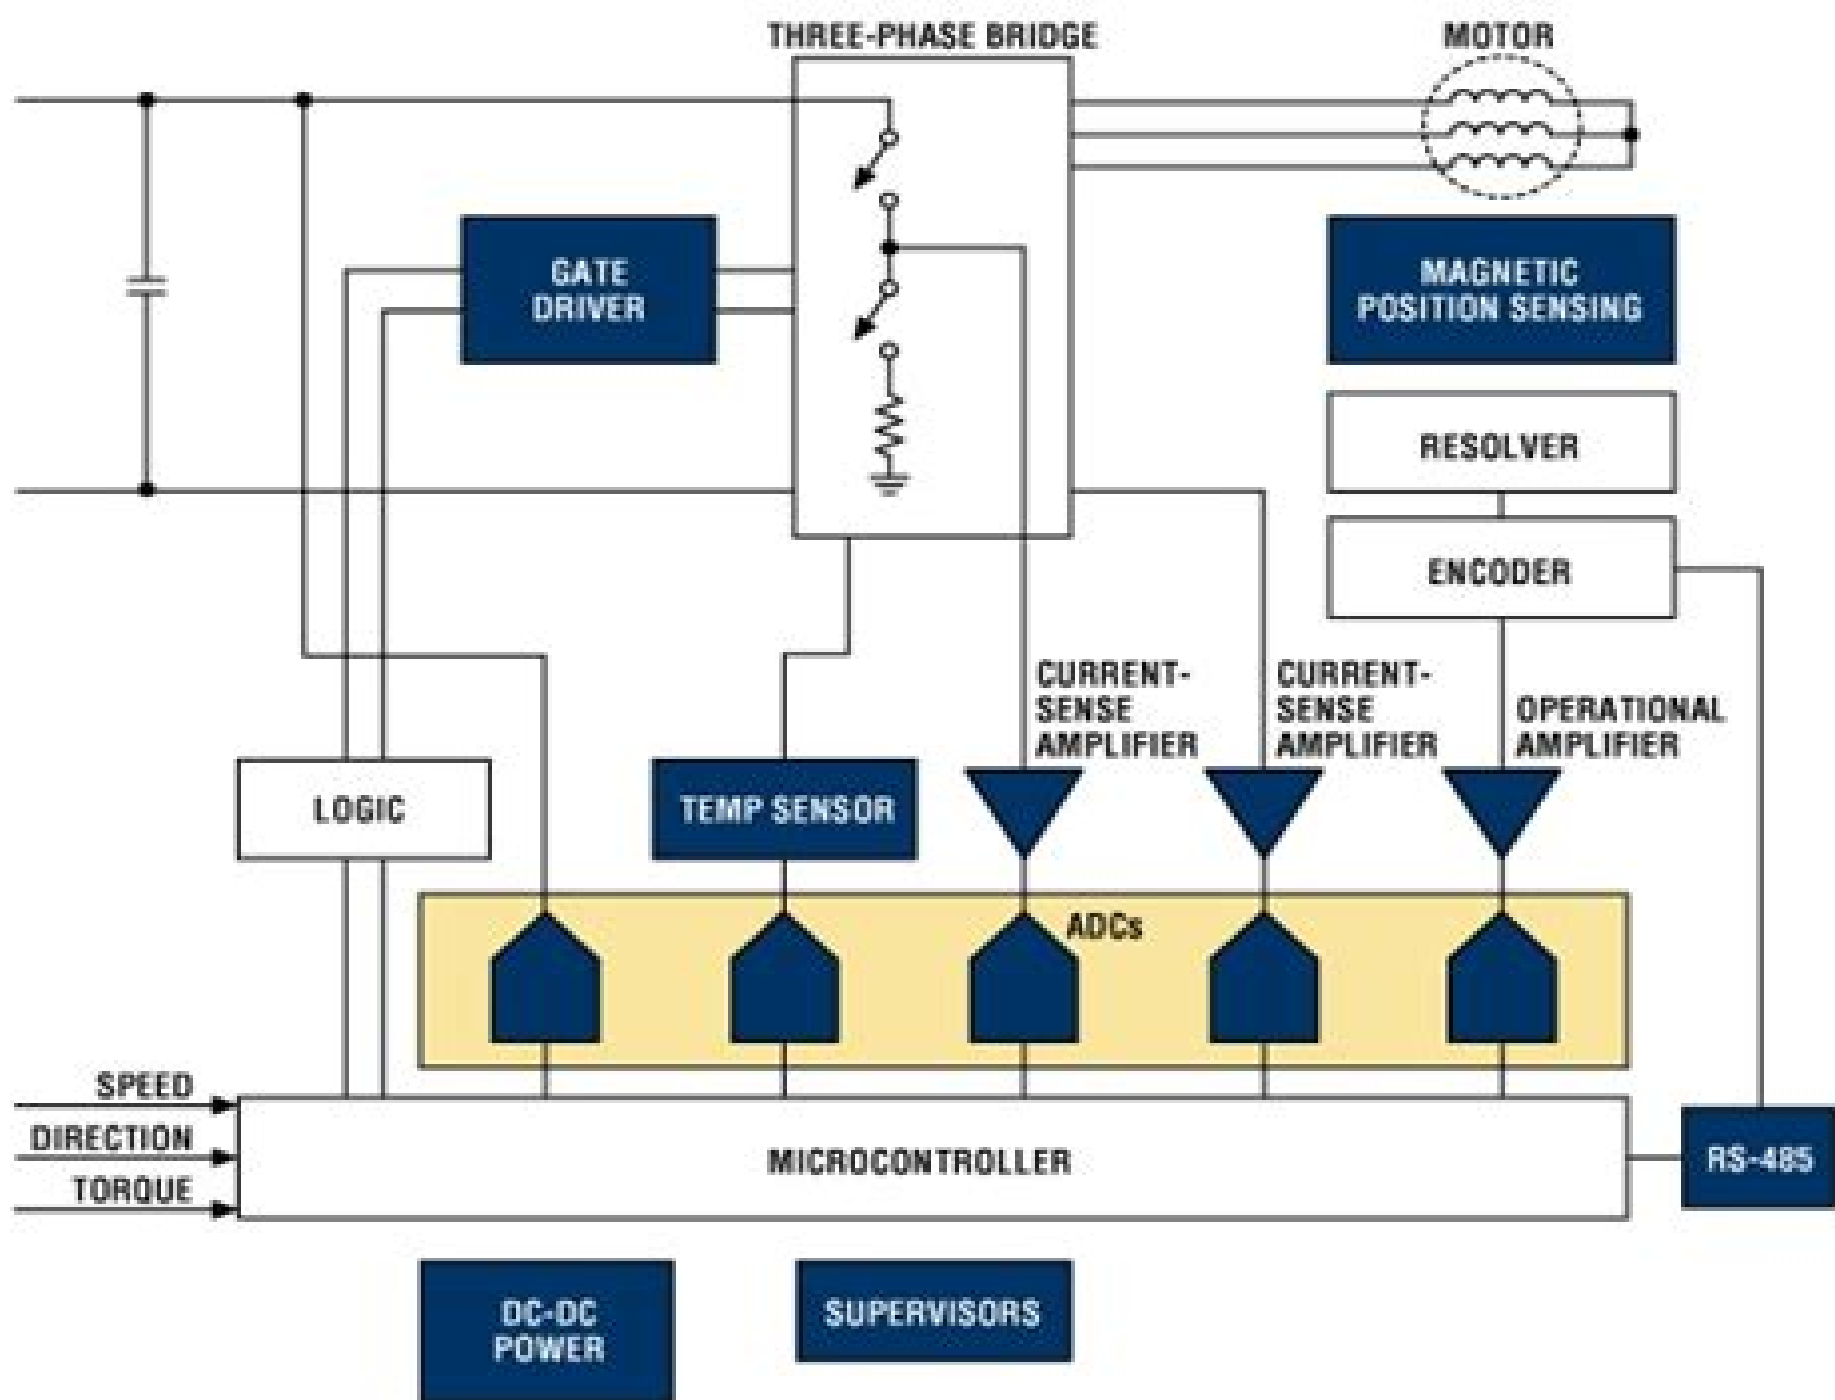 THREE-PHASE BRIDGE
MOTOR
GATE
DRIVER
MAGNETIC
POSITION SENSING
RESOLVER
ENCODER
CURRENT-
SENSE
AMPLIFIER
CURRENT-
SENSE
AMPLIFIER
OPERATIONAL
AMPLIFIER
LOGIC
TEMP SENSOR
ADCs
SPEED
DIRECTION
TORQUE
MICROCONTROLLER
RS-485
DC-DC
POWER
SUPERVISORS